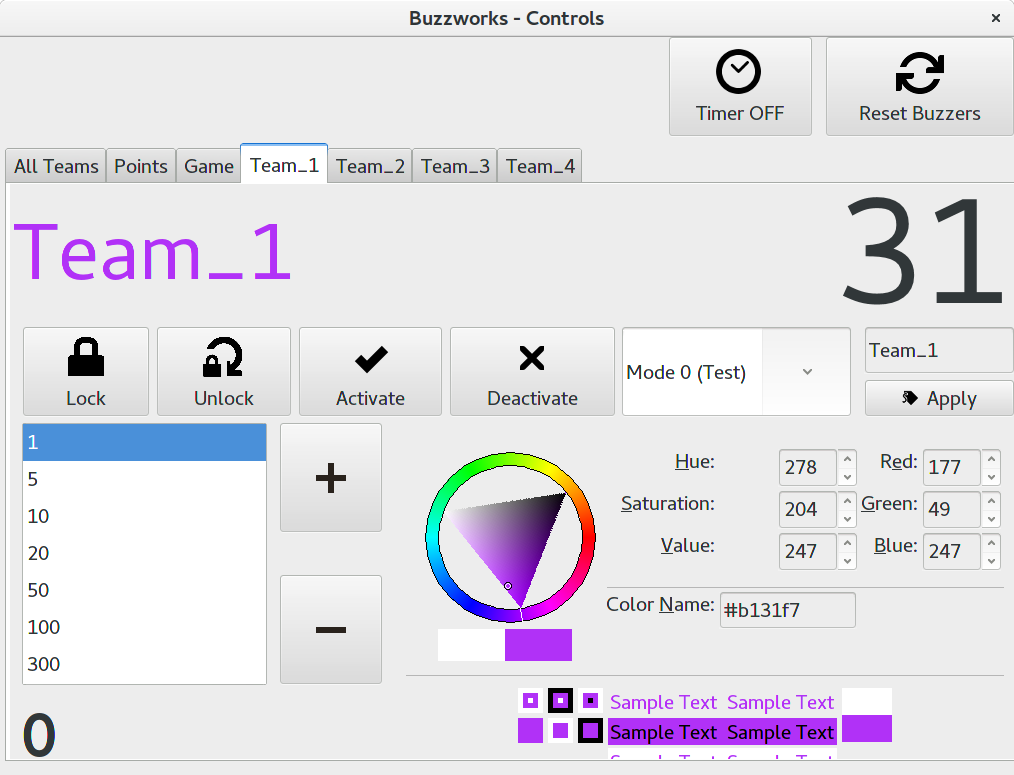 Buzzworks - Controls ×
Timer OFF Reset Buzzers
All Teams Points Game Team_1 Team_2 Team_3 Team_4
Team_1 31
Lock Unlock Activate Deactivate Mode 0 (Test) Team_1
Apply
1
5
10
20
50
100
300
+
−
Hue: 278 Red: 177
Saturation: 204 Green: 49
Value: 247 Blue: 247
Color Name: #b131f7
Sample Text Sample Text
Sample Text Sample Text
0